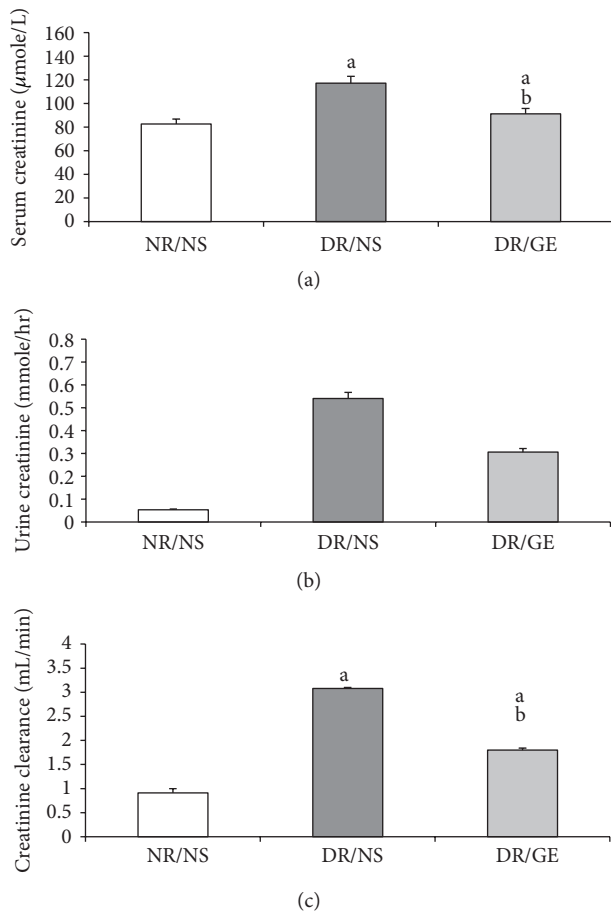 Serum creatinine (µmole/L)
160
140
120
100
80
60
40
20
0
a
a
b
NR/NS DR/NS DR/GE
(a)
Urine creatinine (mmole/hr)
0.8
0.7
0.6
0.5
0.4
0.3
0.2
0.1
0
NR/NS DR/NS DR/GE
(b)
Creatinine clearance (mL/min)
4
3.5
3
2.5
2
1.5
1
0.5
0
a
a
b
NR/NS DR/NS DR/GE
(c)